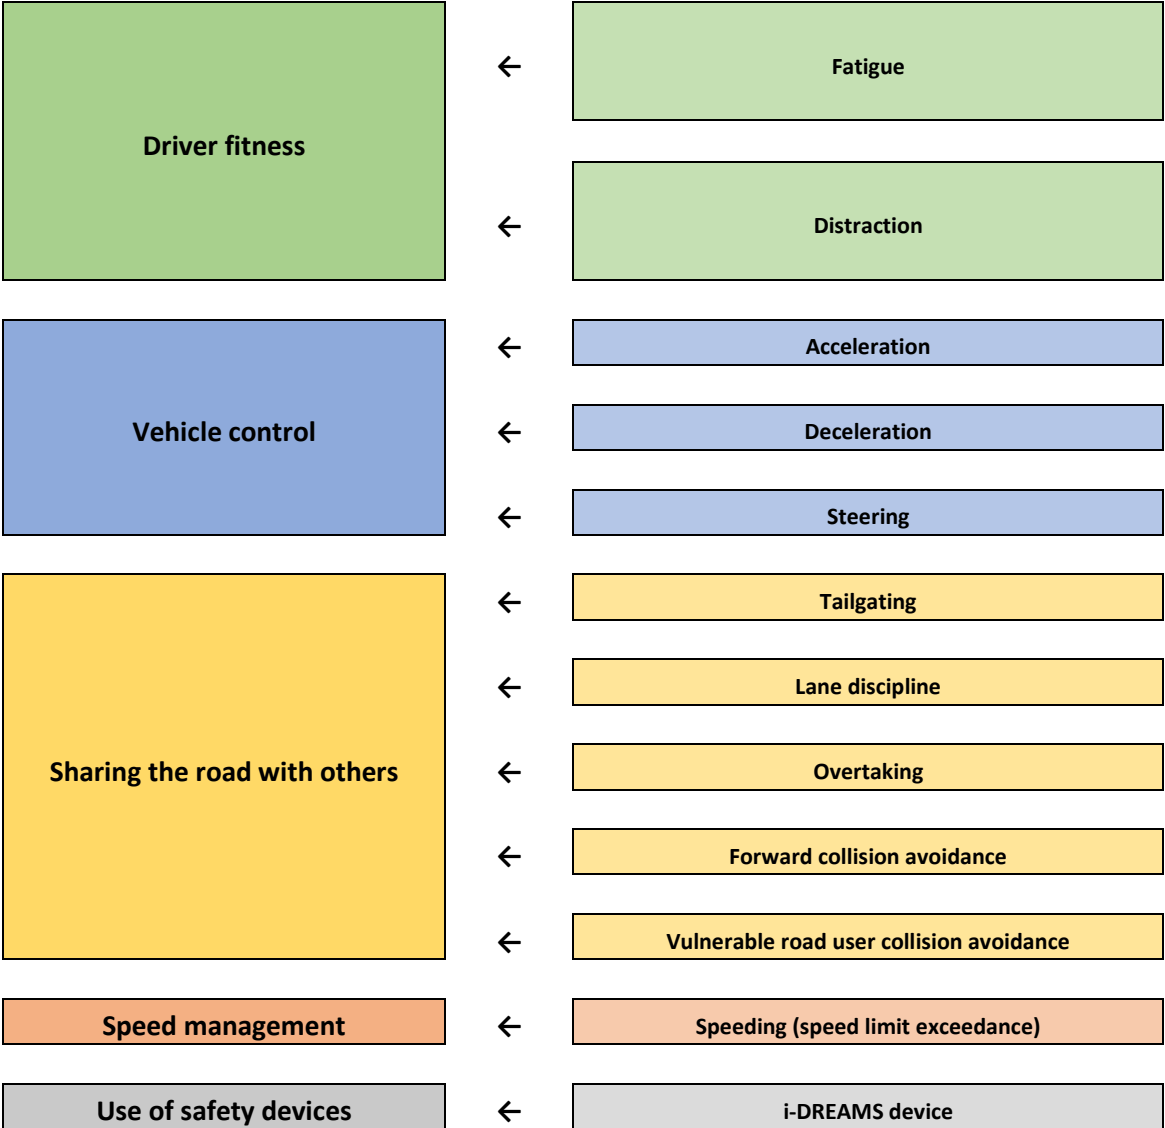 Driver fitness
←
Fatigue
←
Distraction
Vehicle control
←
Acceleration
←
Deceleration
←
Steering
Sharing the road with others
←
Tailgating
←
Lane discipline
←
Overtaking
←
Forward collision avoidance
←
Vulnerable road user collision avoidance
Speed management
←
Speeding (speed limit exceedance)
Use of safety devices
←
i-DREAMS device